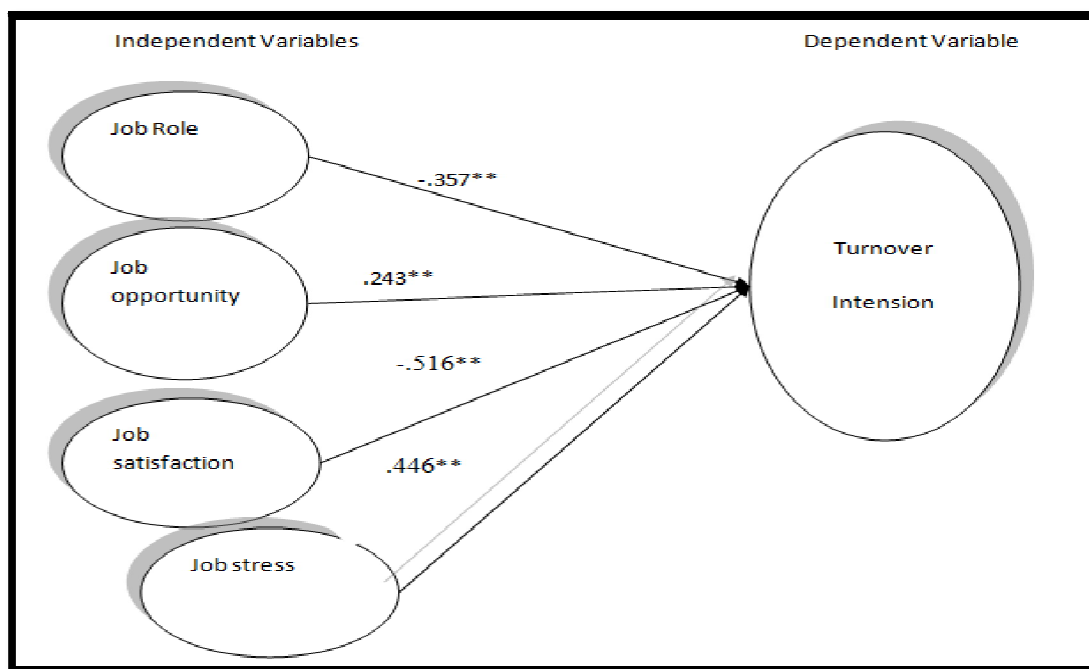 Independent Variables
Dependent Variable
Job Role
-.357**
Job
opportunity
.243**
Turnover
Intension
-.516**
Job
satisfaction
.446**
Job stress